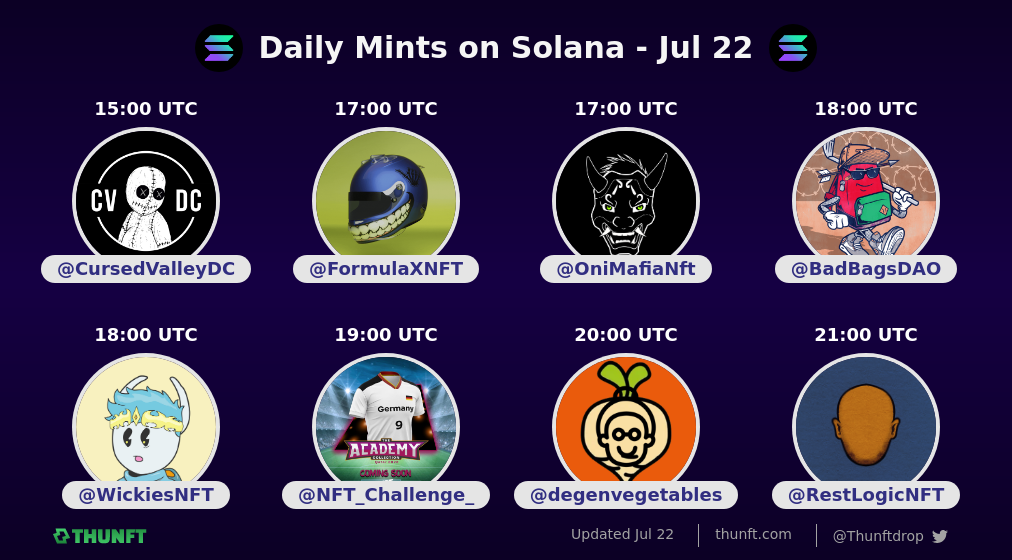 Daily Mints on Solana - Jul 22
15:00 UTC
17:00 UTC
17:00 UTC
18:00 UTC
CV DC
@CursedValleyDC
@FormulaXNFT
@OniMafiaNft
@BadBagsDAO
18:00 UTC
19:00 UTC
20:00 UTC
21:00 UTC
Germany
9
ACADEMY
COLLECTION
COMING SOON
@WickiesNFT
@NFT_Challenge_
@degenvegetables
@RestLogicNFT
THUNFT
Updated Jul 22
thunft.com
@Thunftdrop